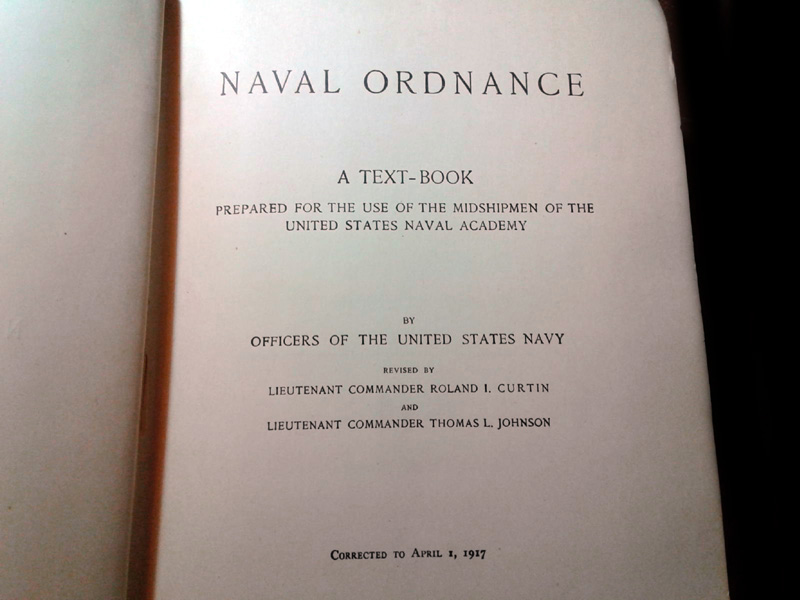 NAVAL ORDNANCE
A TEXT-BOOK
PREPARED FOR THE USE OF THE MIDSHIPMEN OF THE
UNITED STATES NAVAL ACADEMY
BY
OFFICERS OF THE UNITED STATES NAVY
REVISED BY
LIEUTENANT COMMANDER ROLAND I. CURTIN
AND
LIEUTENANT COMMANDER THOMAS L. JOHNSON
CORRECTED TO APRIL 1, 1917